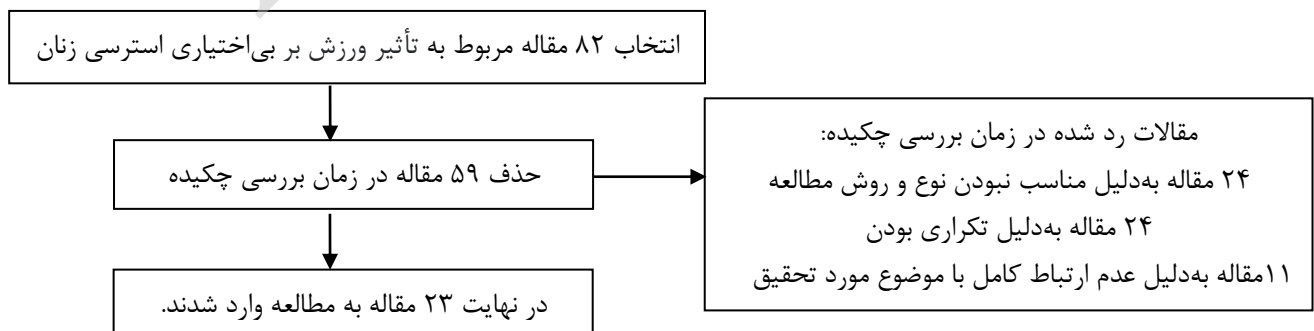 انتخاب ۸۲ مقاله مربوط به تأثیر ورزش بر بی‌اختیاری استرسی زنان
حذف ۵۹ مقاله در زمان بررسی چکیده
مقالات رد شده در زمان بررسی چکیده:
۲۴ مقاله به‌دلیل مناسب نبودن نوع و روش مطالعه
۲۴ مقاله به‌دلیل تکراری بودن
۱۱مقاله به‌دلیل عدم ارتباط کامل با موضوع مورد تحقیق
در نهایت ۲۳ مقاله به مطالعه وارد شدند.